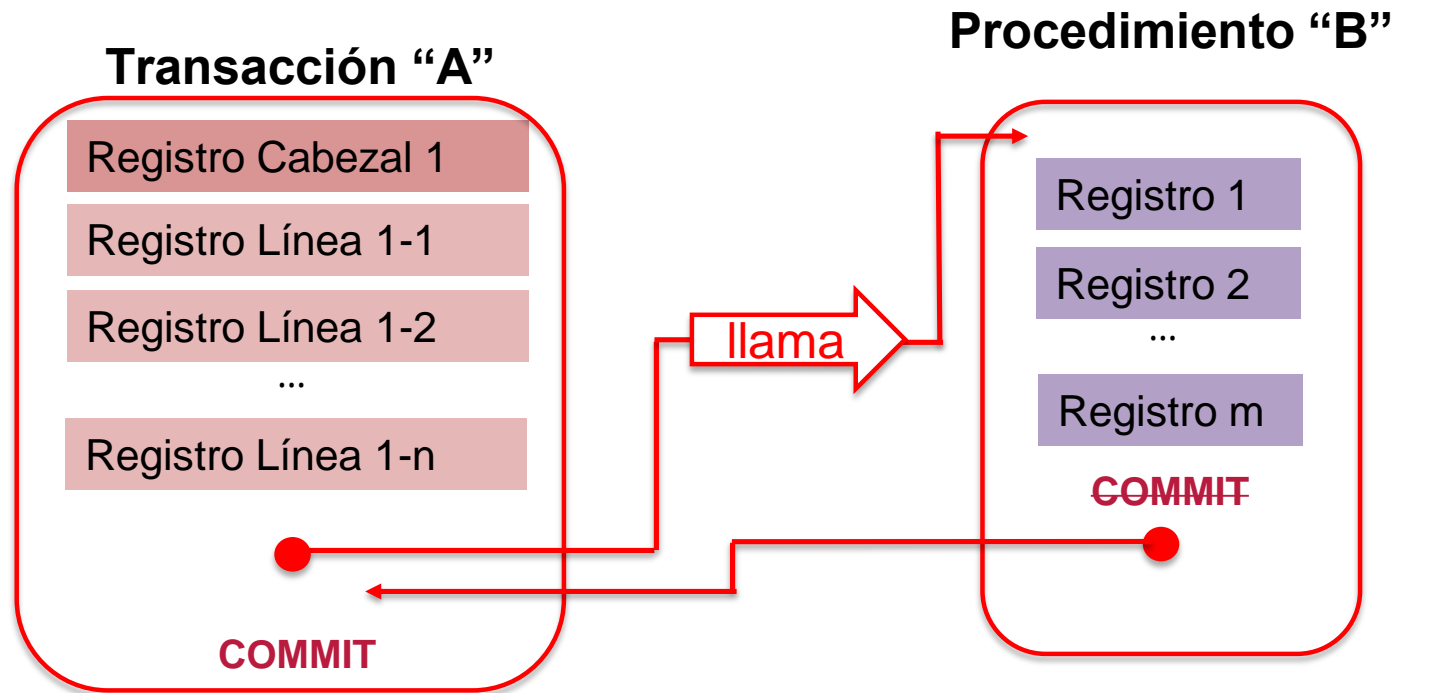 Transacción “A”
Registro Cabezal 1
Registro Línea 1-1
Registro Línea 1-2
...
Registro Línea 1-n
COMMIT
llama
Procedimiento “B”
Registro 1
Registro 2
...
Registro m
COMMIT